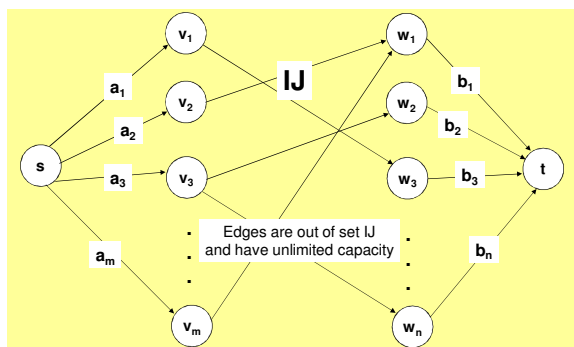 v1
w1
IJ
a1
b1
v2
w2
a2
b2
s
a3
v3
w3
b3
t
Edges are out of set IJ
and have unlimited capacity
.
.
.
.
.
.
am
bn
vm
wn